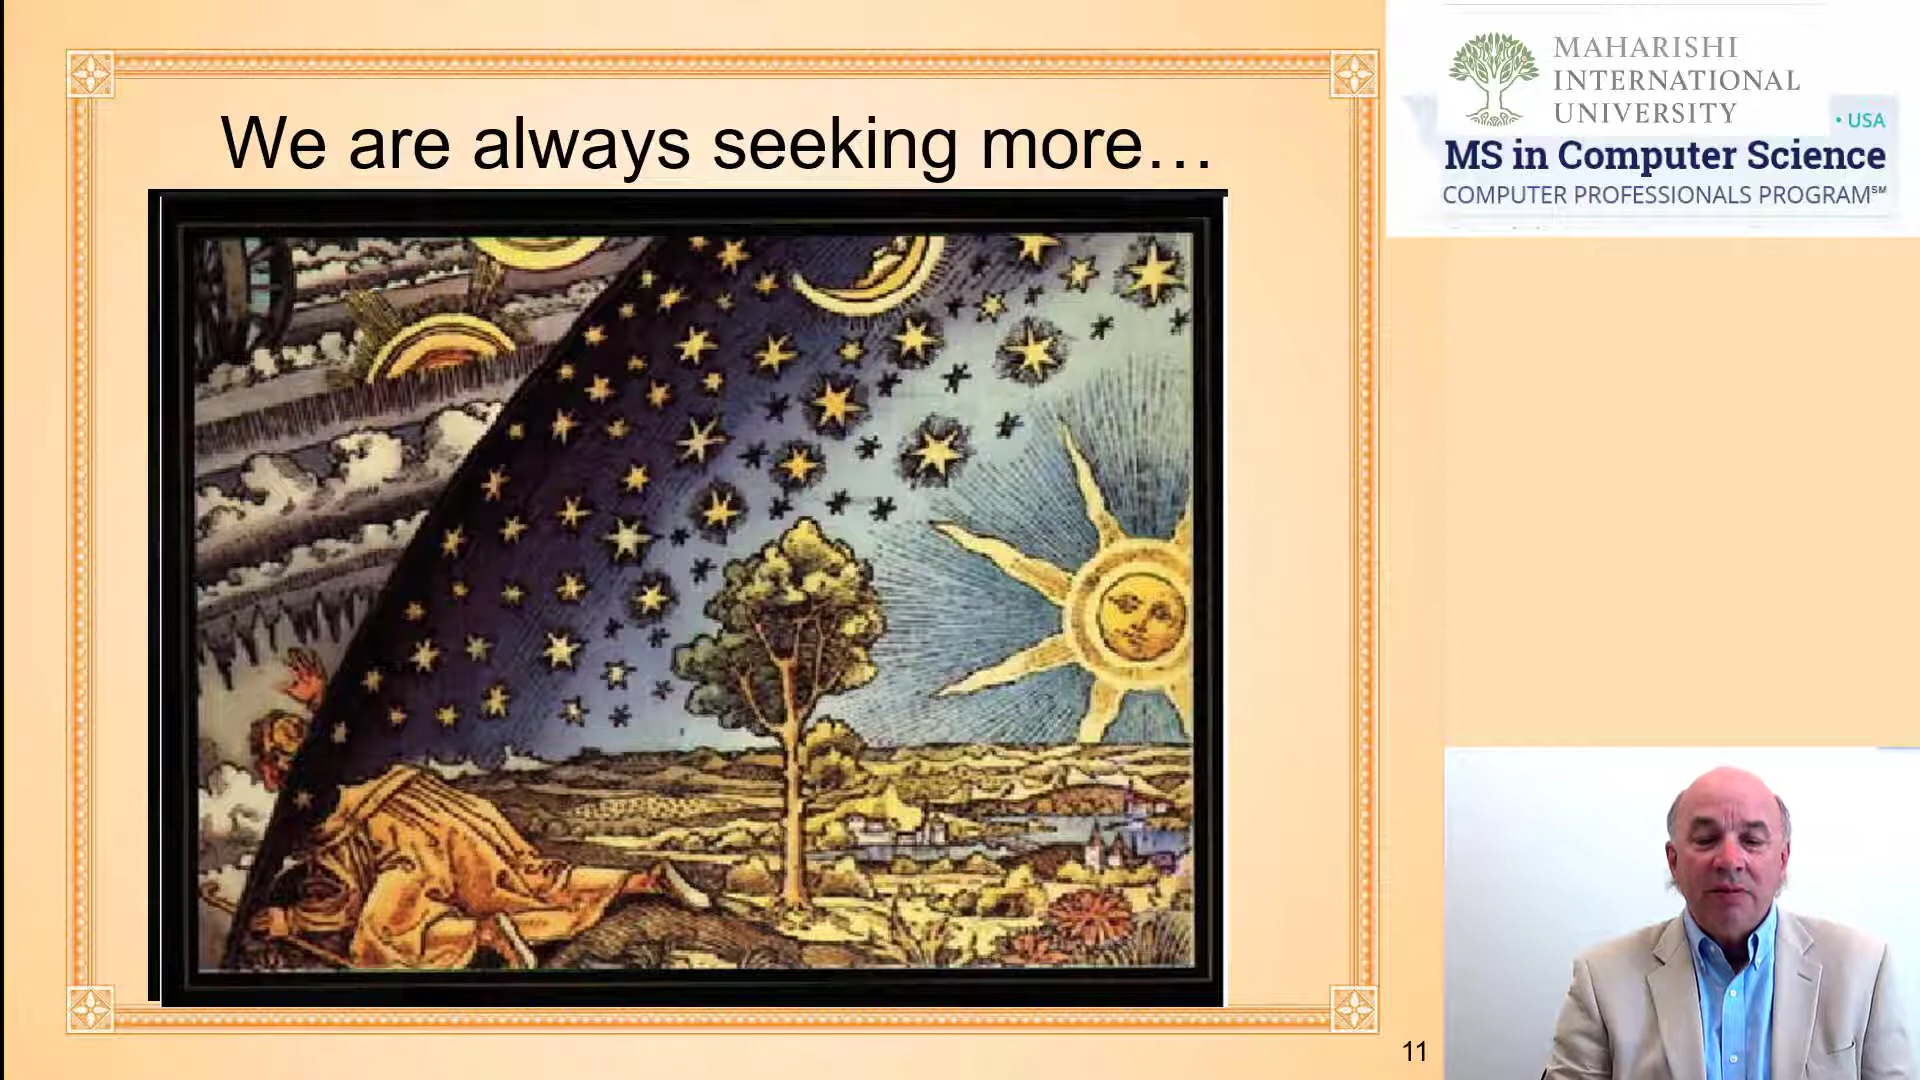 We are always seeking more…
MAHARISHI
INTERNATIONAL
UNIVERSITY
• USA
MS in Computer Science
COMPUTER PROFESSIONALS PROGRAM℠
11